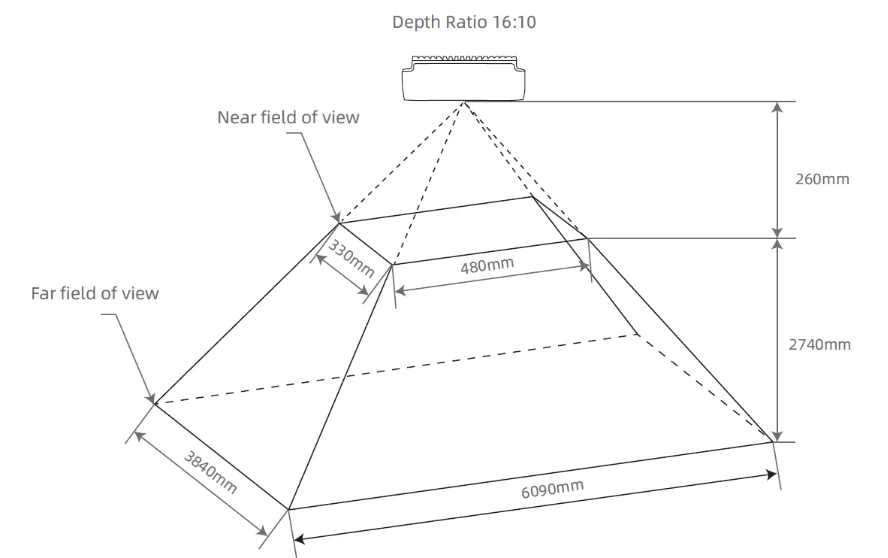 Depth Ratio 16:10
Near field of view
260mm
330mm
480mm
Far field of view
2740mm
3840mm
6090mm